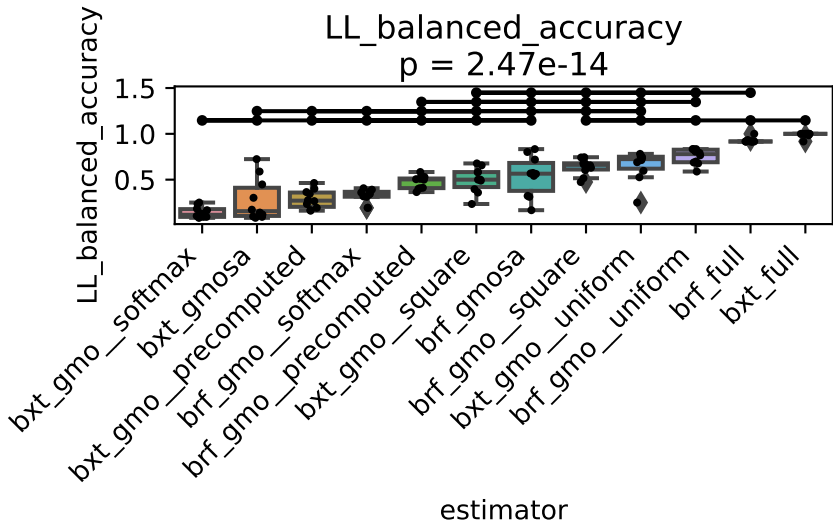 LL_balanced_accuracy
p = 2.47e-14
LL_balanced_accuracy
1.5
1.0
0.5
bxt_gmo__softmax
bxt_gmosa
bxt_gmo__precomputed
brf_gmo__softmax
brf_gmo__precomputed
bxt_gmo__square
brf_gmosa
brf_gmo__square
bxt_gmo__uniform
brf_gmo__uniform
brf_full
bxt_full
estimator